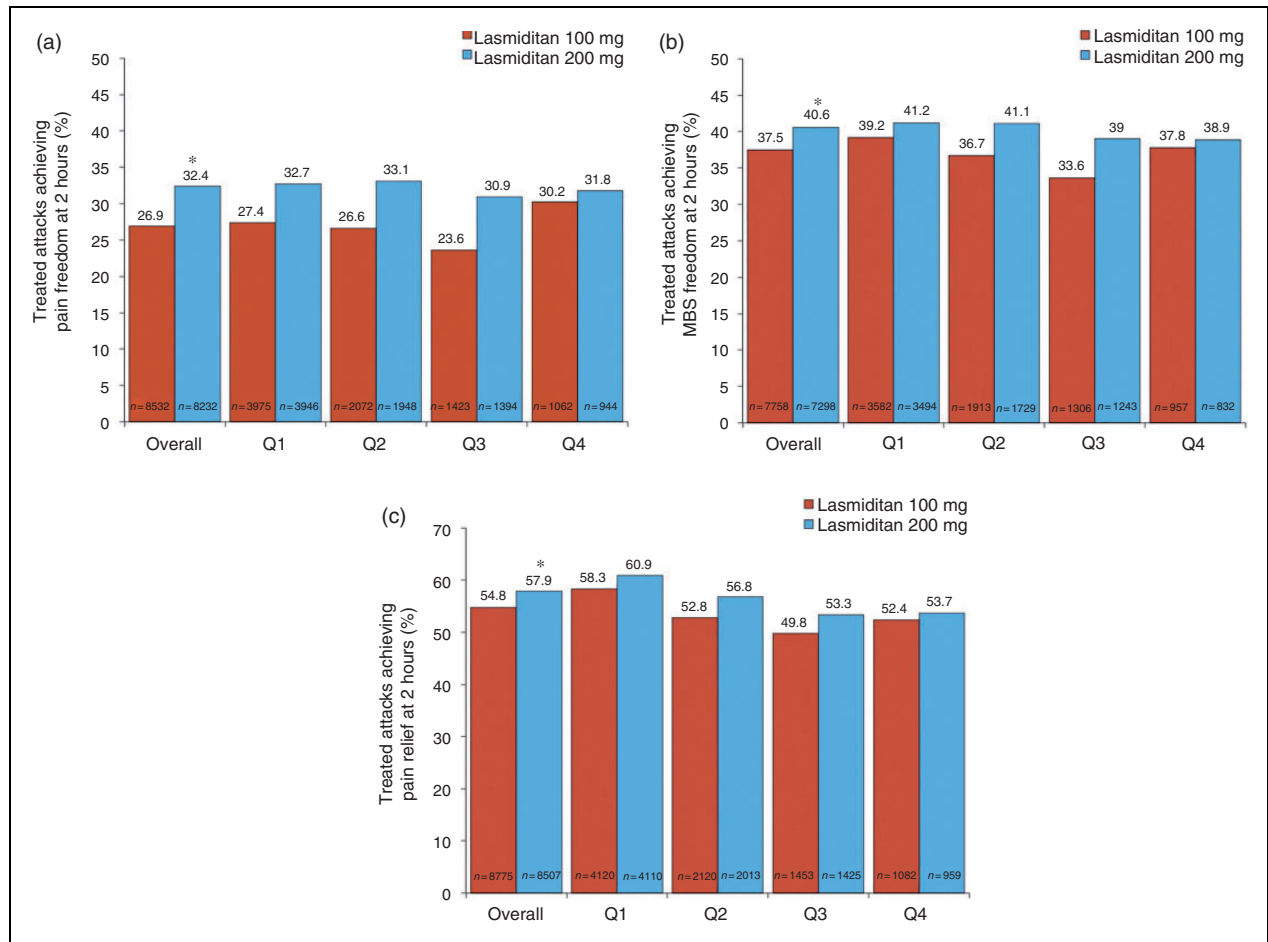 (a)
Lasmiditan 100 mg
Lasmiditan 200 mg
Treated attacks achieving
pain freedom at 2 hours (%)
50
45
40
35
30
25
20
15
10
5
0
*
26.9 32.4 27.4 32.7 26.6 33.1 23.6 30.9 30.2 31.8
n=8532 n=8232 n=3975 n=3946 n=2072 n=1948 n=1423 n=1394 n=1062 n=944
Overall Q1 Q2 Q3 Q4
(b)
Lasmiditan 100 mg
Lasmiditan 200 mg
Treated attacks achieving
MBS freedom at 2 hours (%)
50
45
40
35
30
25
20
15
10
5
0
*
37.5 40.6 39.2 41.2 36.7 41.1 33.6 39 37.8 38.9
n=7758 n=7298 n=3582 n=3494 n=1913 n=1729 n=1306 n=1243 n=957 n=832
Overall Q1 Q2 Q3 Q4
(c)
Lasmiditan 100 mg
Lasmiditan 200 mg
Treated attacks achieving
pain relief at 2 hours (%)
70
60
50
40
30
20
10
0
*
54.8 57.9 58.3 60.9 52.8 56.8 49.8 53.3 52.4 53.7
n=8775 n=8507 n=4120 n=4110 n=2120 n=2013 n=1453 n=1425 n=1082 n=959
Overall Q1 Q2 Q3 Q4